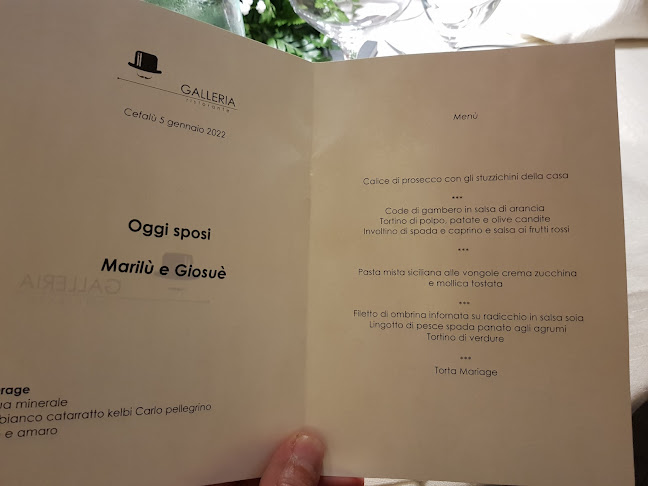 GALLERIA
ristorante
Cefalù 5 gennaio 2022
Oggi sposi
Marilù e Giosuè
GALLERIA
rage
ua minerale
bianco catarratto kelbi Carlo pellegrino
e amaro
Menù
Calice di prosecco con gli stuzzichini della casa
***
Code di gambero in salsa di arancia
Tortino di polpo, patate e olive candite
Involtino di spada e caprino e salsa ai frutti rossi
***
Pasta mista siciliana alle vongole crema zucchina
e mollica tostata
***
Filetto di ombrina infornata su radicchio in salsa soia
Lingotto di pesce spada panato agli agrumi
Tortino di verdure
***
Torta Mariage